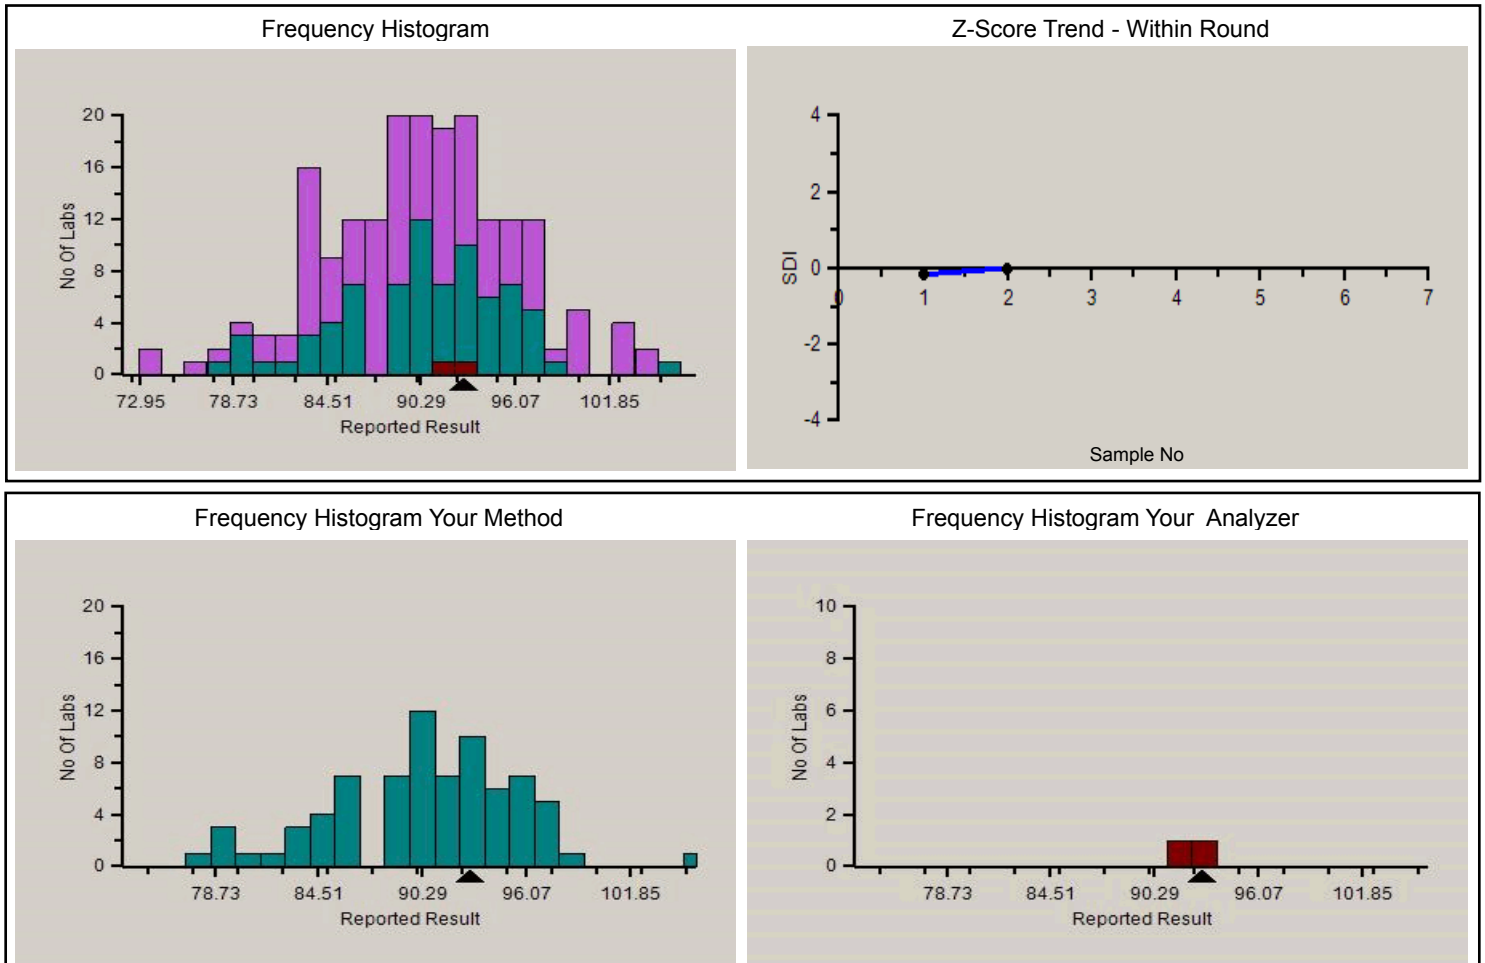 Frequency Histogram
20
16
12
8
4
0
No Of Labs
72.95 78.73 84.51 90.29 96.07 101.85
Reported Result
Z-Score Trend - Within Round
4
2
0
-2
-4
SDI
0 1 2 3 4 5 6 7
Sample No
Frequency Histogram Your Method
20
16
12
8
4
0
No Of Labs
78.73 84.51 90.29 96.07 101.85
Reported Result
Frequency Histogram Your Analyzer
10
8
6
4
2
0
No Of Labs
78.73 84.51 90.29 96.07 101.85
Reported Result